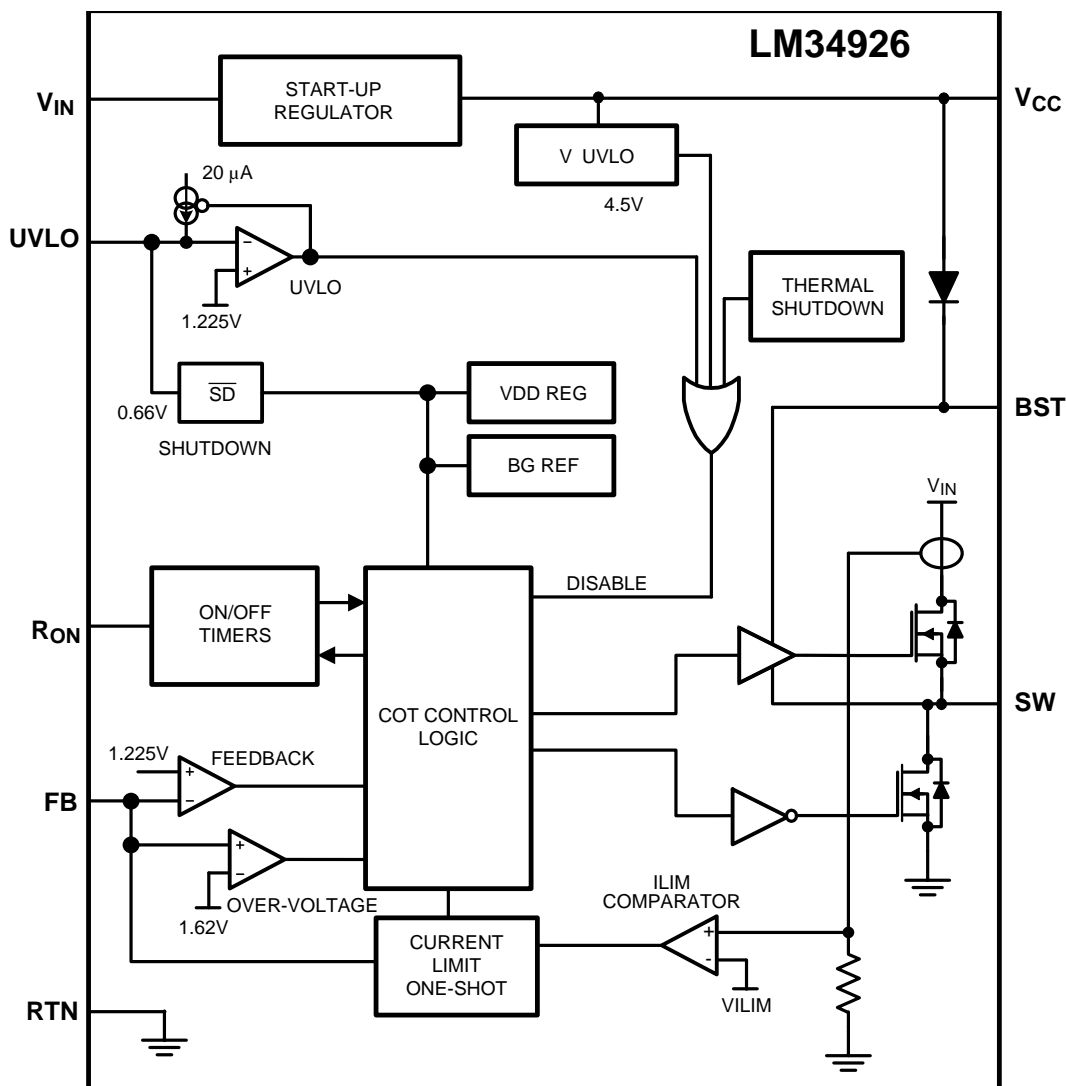 LM34926
VIN
START-UP
REGULATOR
VCC
V UVLO
4.5V
20 μA
UVLO
UVLO
1.225V
THERMAL
SHUTDOWN
0.66V
SD
SHUTDOWN
VDD REG
BG REF
BST
VIN
DISABLE
RON
ON/OFF
TIMERS
COT CONTROL
LOGIC
SW
1.225V
FEEDBACK
+
-
FB
+
-
1.62V
OVER-VOLTAGE
ILIM
COMPARATOR
+
-
VILIM
CURRENT
LIMIT
ONE-SHOT
RTN
-
+